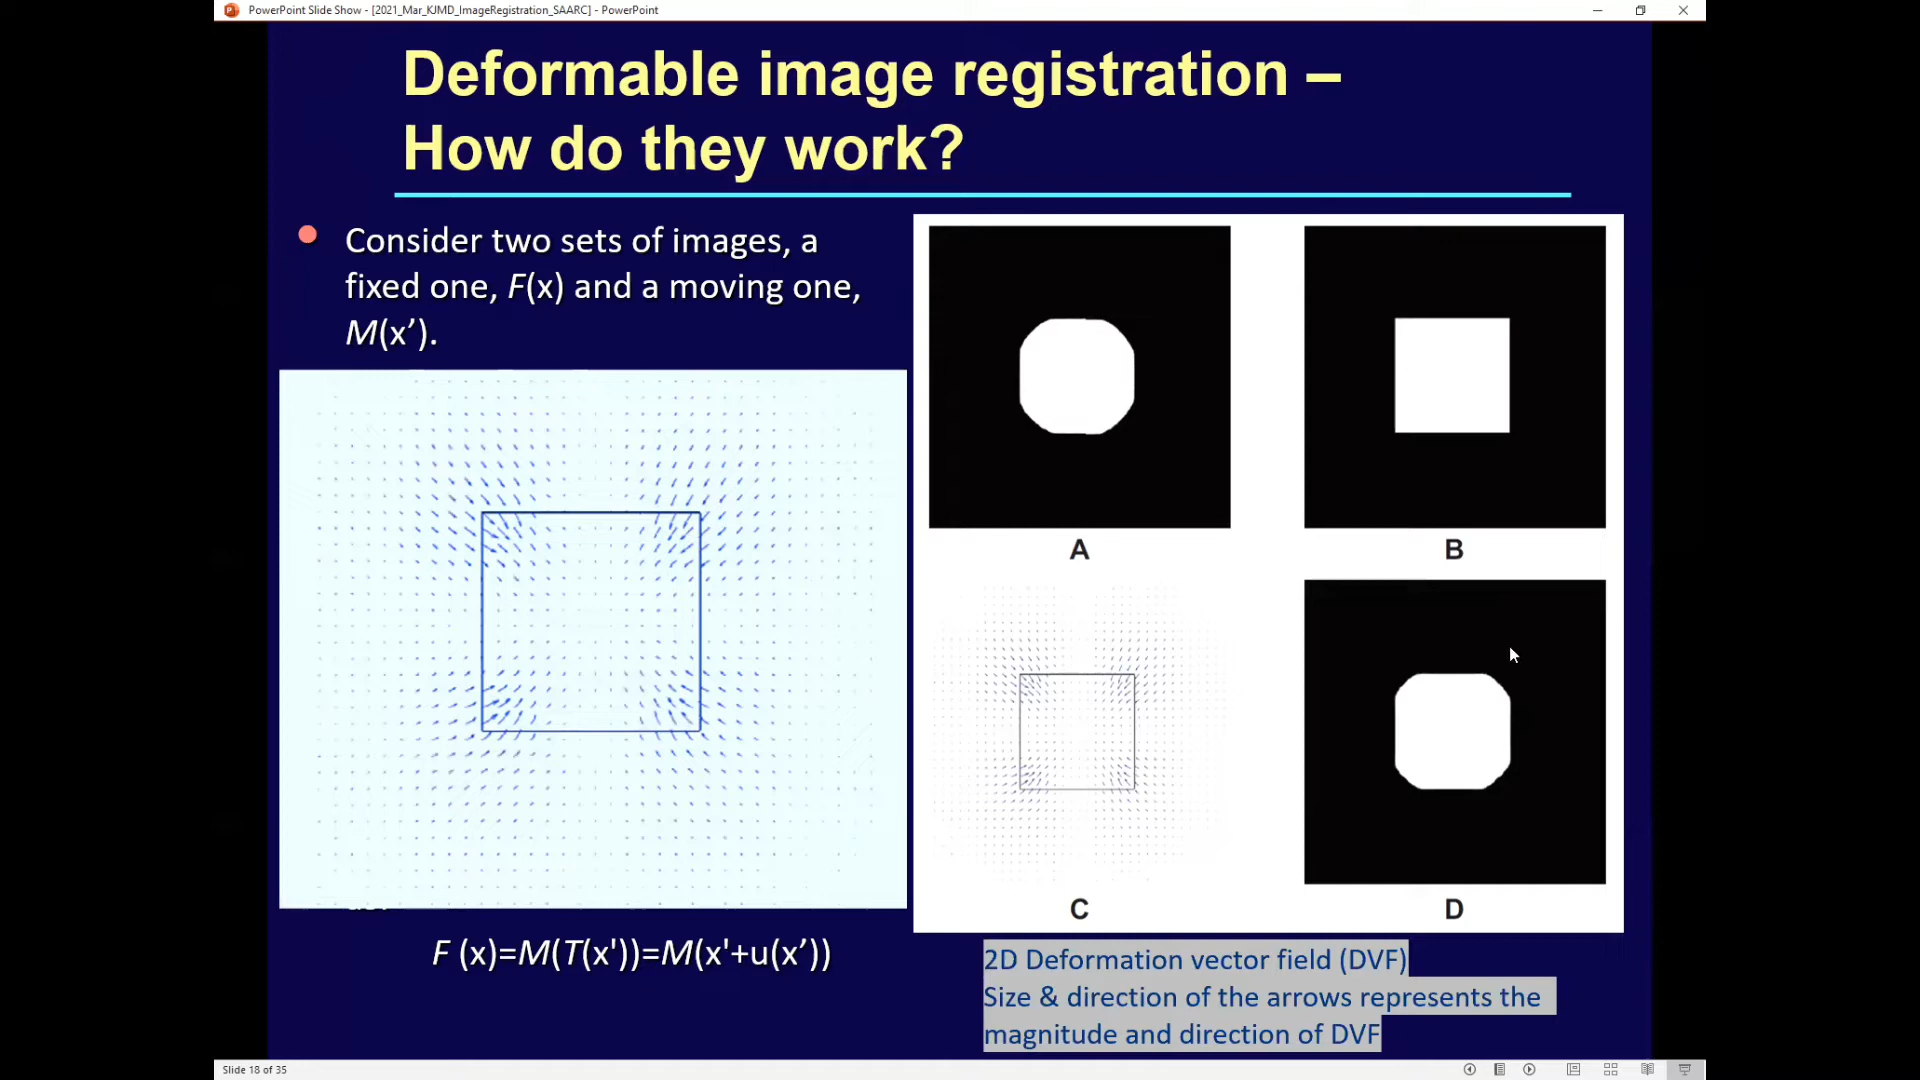 PowerPoint Slide Show - [2021_Mar_KJMD_ImageRegistration_SAARC] - PowerPoint
Deformable image registration –
How do they work?
Consider two sets of images, a
fixed one, F(x) and a moving one,
M(x’).
A
B
C
D
F (x)=M(T(x'))=M(x'+u(x’))
2D Deformation vector field (DVF)
Size & direction of the arrows represents the
magnitude and direction of DVF
Slide 18 of 35